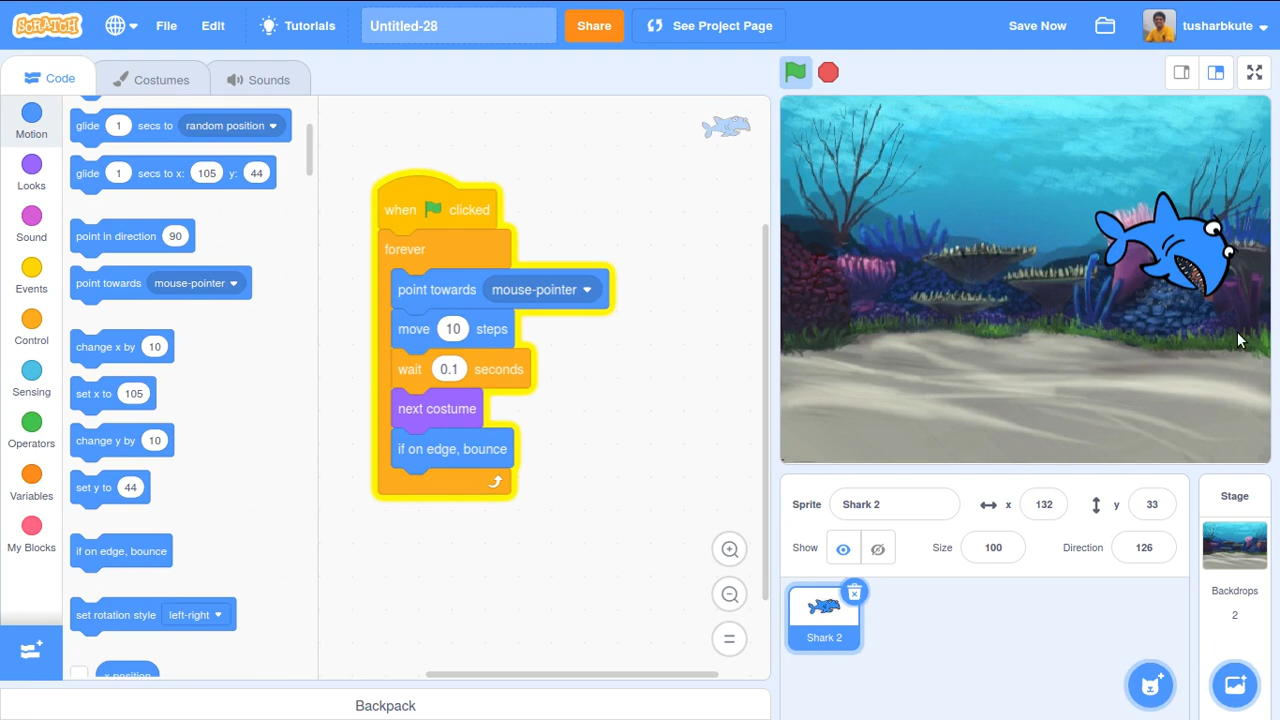 SCRATCH File Edit Tutorials Untitled-28 Share See Project Page Save Now tusharbkute
Code Costumes Sounds
Motion
Looks
Sound
Events
Control
Sensing
Operators
Variables
My Blocks
glide 1 secs to random position
glide 1 secs to x: 105 y: 44
point in direction 90
point towards mouse-pointer
change x by 10
set x to 105
change y by 10
set y to 44
if on edge, bounce
set rotation style left-right
x position
when clicked
forever
point towards mouse-pointer
move 10 steps
wait 0.1 seconds
next costume
if on edge, bounce
Backpack
Sprite Shark 2 x 132 y 33
Show Size 100 Direction 126
Shark 2
Stage
Backdrops
2